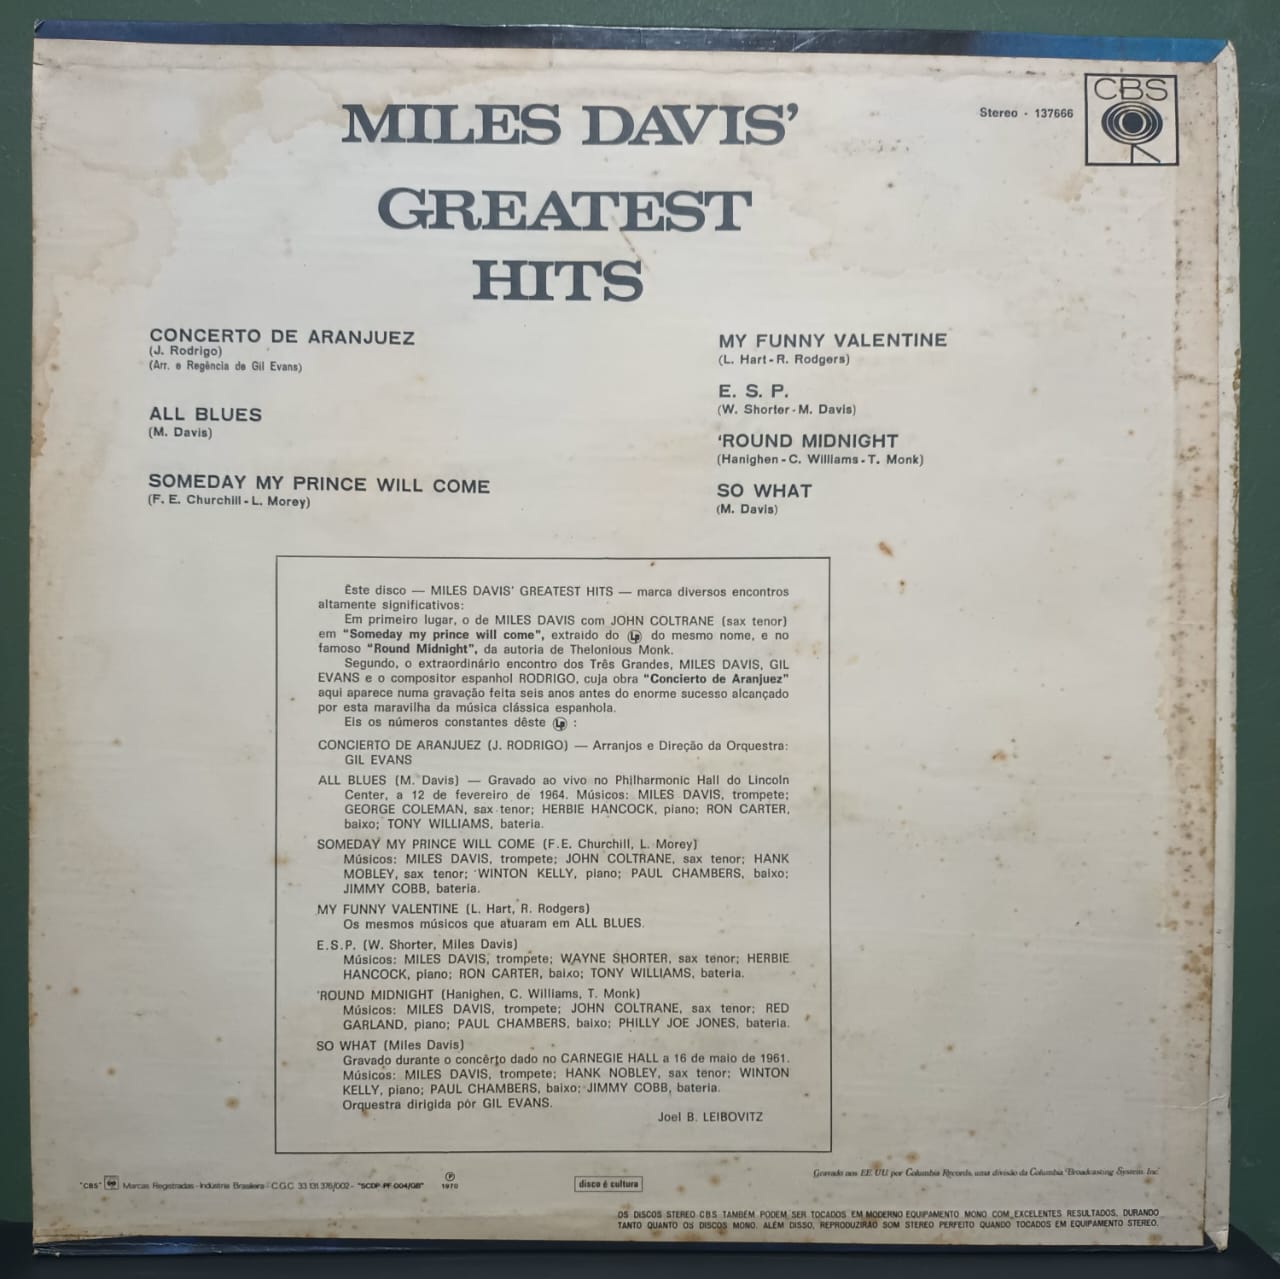 MILES DAVIS'
GREATEST
HITS
Stereo - 137666
CBS
CONCERTO DE ARANJUEZ
(J. Rodrigo)
(Arr. e Regência de Gil Evans)
ALL BLUES
(M. Davis)
SOMEDAY MY PRINCE WILL COME
(F. E. Churchill - L. Morey)
MY FUNNY VALENTINE
(L. Hart - R. Rodgers)
E. S. P.
(W. Shorter - M. Davis)
'ROUND MIDNIGHT
(Hanighen - C. Williams - T. Monk)
SO WHAT
(M. Davis)
Êste disco — MILES DAVIS' GREATEST HITS — marca diversos encontros
altamente significativos:
Em primeiro lugar, o de MILES DAVIS com JOHN COLTRANE (sax tenor)
em "Someday my prince will come", extraido do LP do mesmo nome, e no
famoso "Round Midnight", da autoria de Thelonious Monk.
Segundo, o extraordinário encontro dos Três Grandes, MILES DAVIS, GIL
EVANS e o compositor espanhol RODRIGO, cuja obra "Concierto de Aranjuez"
aqui aparece numa gravação feita seis anos antes do enorme sucesso alcançado
por esta maravilha da música clássica espanhola.
Eis os números constantes dêste LP :
CONCIERTO DE ARANJUEZ (J. RODRIGO) — Arranjos e Direção da Orquestra:
GIL EVANS
ALL BLUES (M. Davis) — Gravado ao vivo no Philharmonic Hall do Lincoln
Center, a 12 de fevereiro de 1964. Músicos: MILES DAVIS, trompete;
GEORGE COLEMAN, sax tenor; HERBIE HANCOCK, piano; RON CARTER,
baixo; TONY WILLIAMS, bateria.
SOMEDAY MY PRINCE WILL COME (F.E. Churchill, L. Morey)
Músicos: MILES DAVIS, trompete; JOHN COLTRANE, sax tenor; HANK
MOBLEY, sax tenor; WINTON KELLY, piano; PAUL CHAMBERS, baixo;
JIMMY COBB, bateria.
MY FUNNY VALENTINE (L. Hart, R. Rodgers)
Os mesmos músicos que atuaram em ALL BLUES.
E.S.P. (W. Shorter, Miles Davis)
Músicos: MILES DAVIS, trompete; WAYNE SHORTER, sax tenor; HERBIE
HANCOCK, piano; RON CARTER, baixo; TONY WILLIAMS, bateria.
'ROUND MIDNIGHT (Hanighen, C. Williams, T. Monk)
Músicos: MILES DAVIS, trompete; JOHN COLTRANE, sax tenor; RED
GARLAND, piano; PAUL CHAMBERS, baixo; PHILLY JOE JONES, bateria.
SO WHAT (Miles Davis)
Gravado durante o concêrto dado no CARNEGIE HALL a 16 de maio de 1961.
Músicos: MILES DAVIS, trompete; HANK NOBLEY, sax tenor; WINTON
KELLY, piano; PAUL CHAMBERS, baixo; JIMMY COBB, bateria.
Orquestra dirigida pór GIL EVANS.
Joel B. LEIBOVITZ
Gravado nos EE. UU. por Columbia Records, uma divisão da Columbia Broadcasting System, Inc.
"CBS" Marcas Registradas - Indústria Brasileira - C.G.C. 33.131.376/002 - "SCDP-PF-004/GB"
℗
1970
disco é cultura
OS DISCOS STEREO CBS TAMBÉM PODEM SER TOCADOS EM MODERNO EQUIPAMENTO MONO COM EXCELENTES RESULTADOS, DURANDO
TANTO QUANTO OS DISCOS MONO. ALÉM DISSO, REPRODUZIRÃO SOM STEREO PERFEITO QUANDO TOCADOS EM EQUIPAMENTO STEREO.